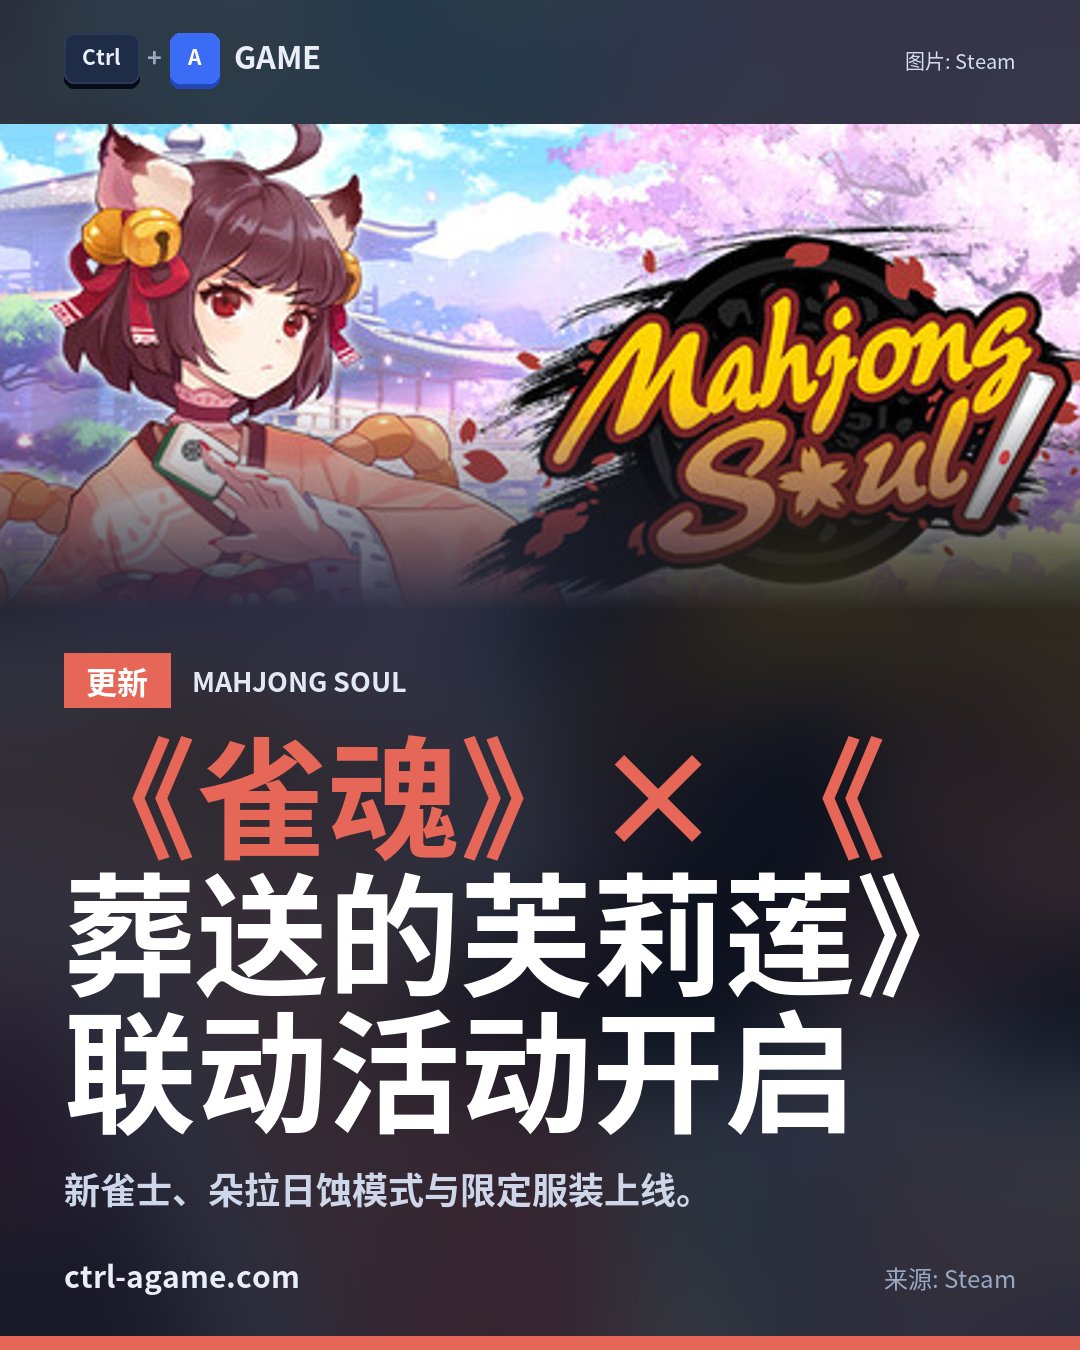 Ctrl + A GAME
图片: Steam
Mahjong
Soul
更新 MAHJONG SOUL
《雀魂》 × 《
葬送的芙莉莲》
联动活动开启
新雀士、朵拉日蚀模式与限定服装上线。
ctrl-agame.com
来源: Steam